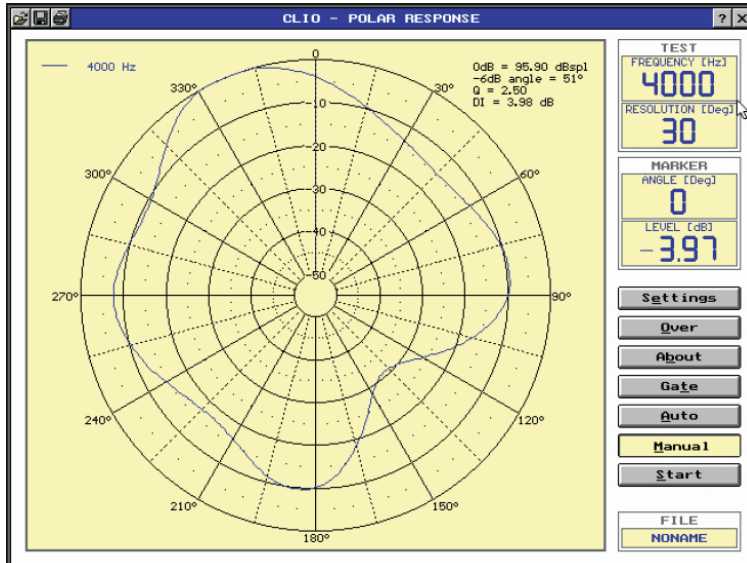 CLIO - POLAR RESPONSE
? X
4000 Hz
0dB = 95.90 dBspl
-6dB angle = 51°
Q = 2.50
DI = 3.98 dB
0
330°
30°
-10
-20
300°
60°
-30
-40
-50
270°
90°
240°
120°
210°
150°
180°
TEST
FREQUENCY [Hz]
4000
RESOLUTION [Deg]
30
MARKER
ANGLE [Deg]
0
LEVEL [dB]
-3.97
Settings
Over
About
Gate
Auto
Manual
Start
FILE
NONAME